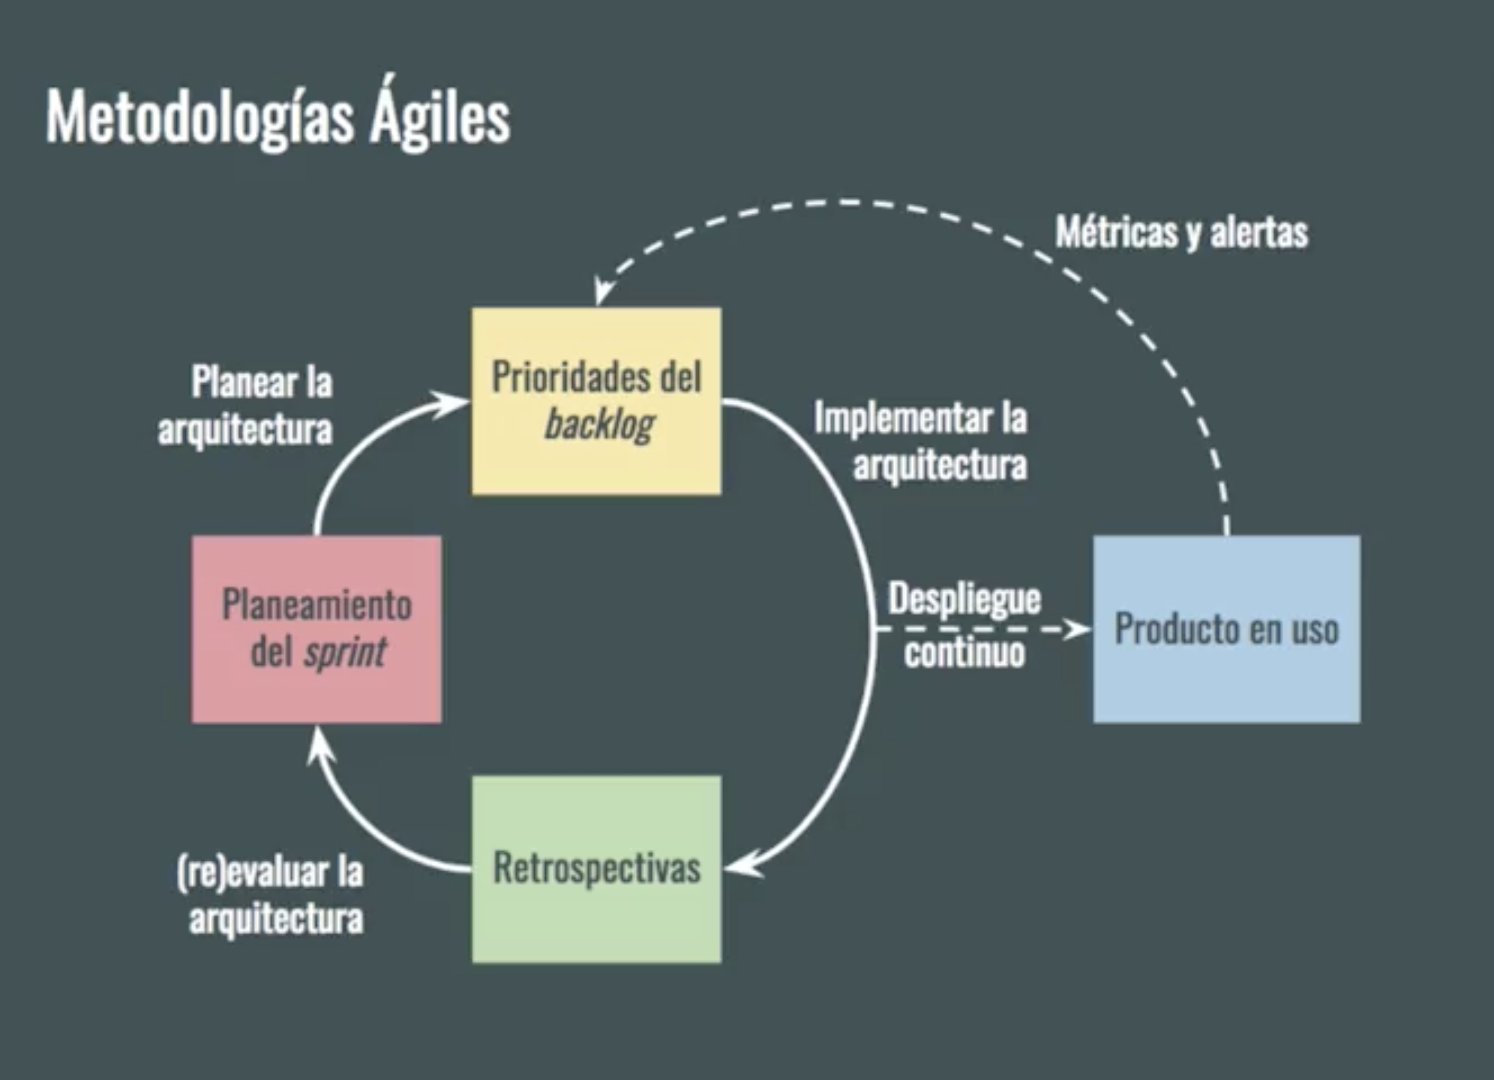 Metodologías Ágiles
Métricas y alertas
Planear la
arquitectura
Prioridades del
backlog
Implementar la
arquitectura
Planeamiento
del sprint
Despliegue
continuo
Producto en uso
(re)evaluar la
arquitectura
Retrospectivas